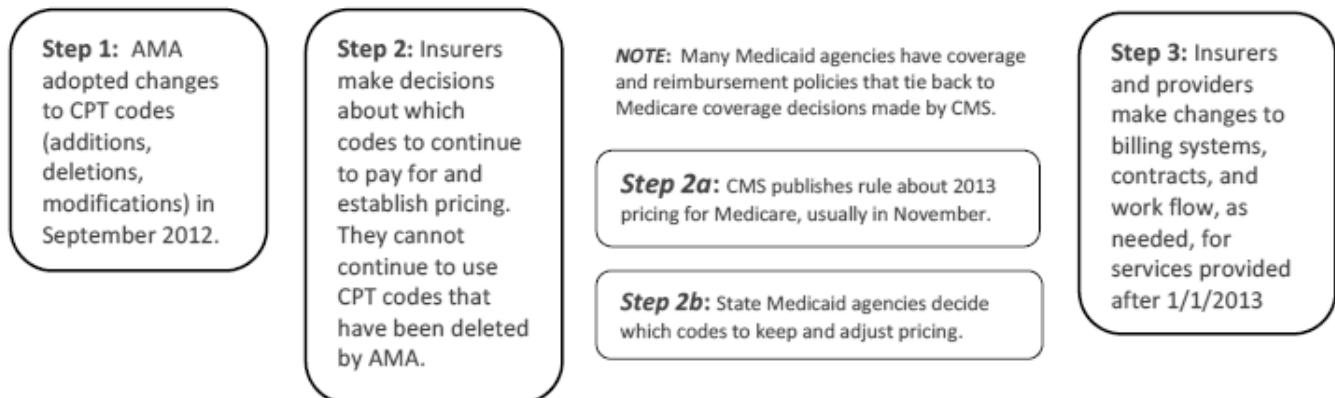 Step 1: AMA
adopted changes
to CPT codes
(additions,
deletions,
modifications) in
September 2012.
Step 2: Insurers
make decisions
about which
codes to continue
to pay for and
establish pricing.
They cannot
continue to use
CPT codes that
have been deleted
by AMA.
NOTE: Many Medicaid agencies have coverage
and reimbursement policies that tie back to
Medicare coverage decisions made by CMS.
Step 2a: CMS publishes rule about 2013
pricing for Medicare, usually in November.
Step 2b: State Medicaid agencies decide
which codes to keep and adjust pricing.
Step 3: Insurers
and providers
make changes to
billing systems,
contracts, and
work flow, as
needed, for
services provided
after 1/1/2013